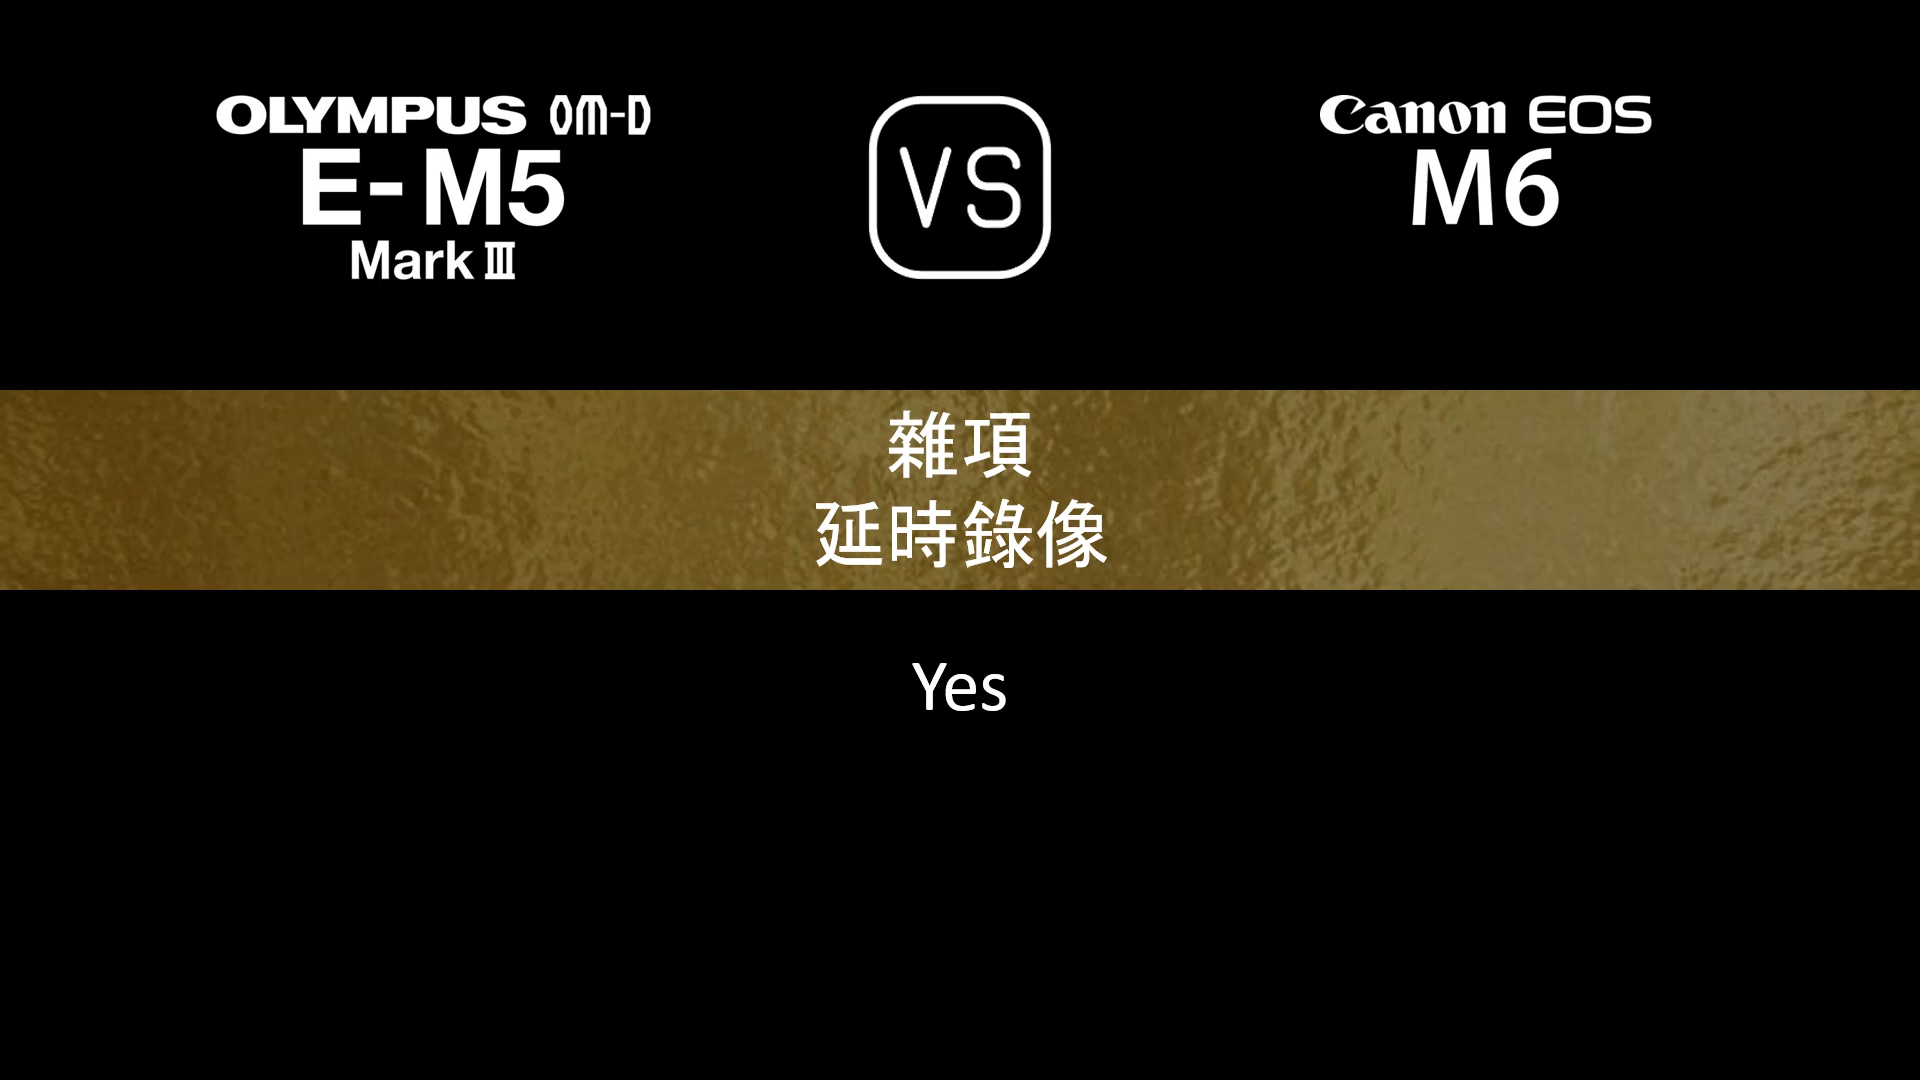 OLYMPUS OM-D
E-M5
Mark III
VS
Canon EOS
M6
雜項
延時錄像
Yes